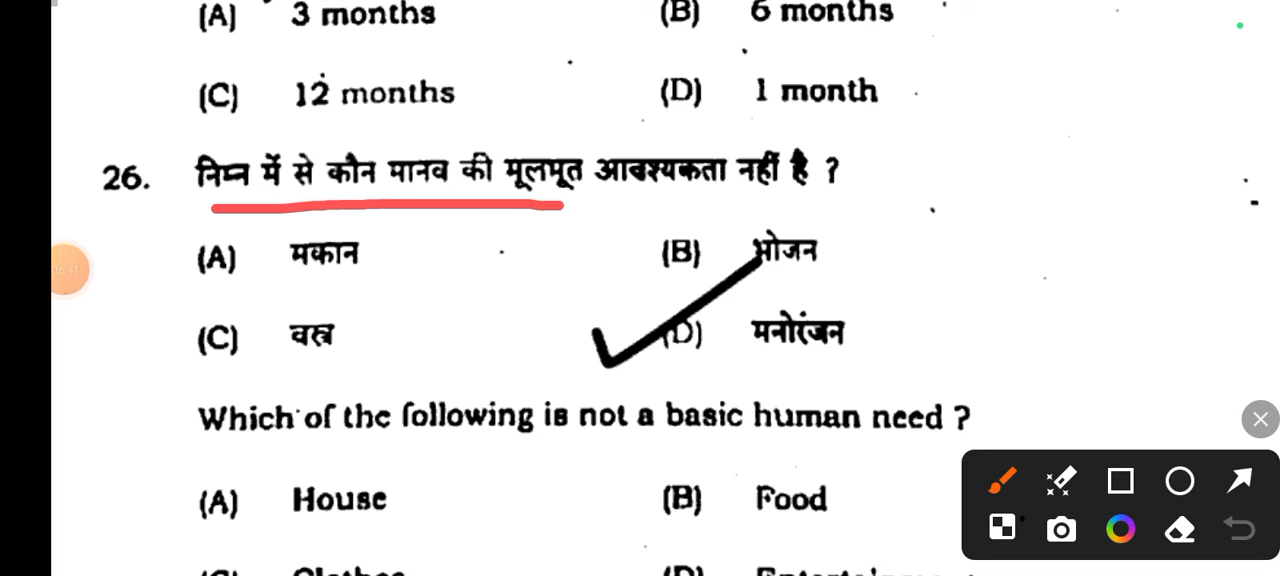 (A) 3 months (B) 6 months
(C) 12 months (D) 1 month
26. निम्न में से कौन मानव की मूलभूत आवश्यकता नहीं है ?
(A) मकान (B) भोजन
(C) वस्त्र (D) मनोरंजन
Which of the following is not a basic human need ?
(A) House (B) Food